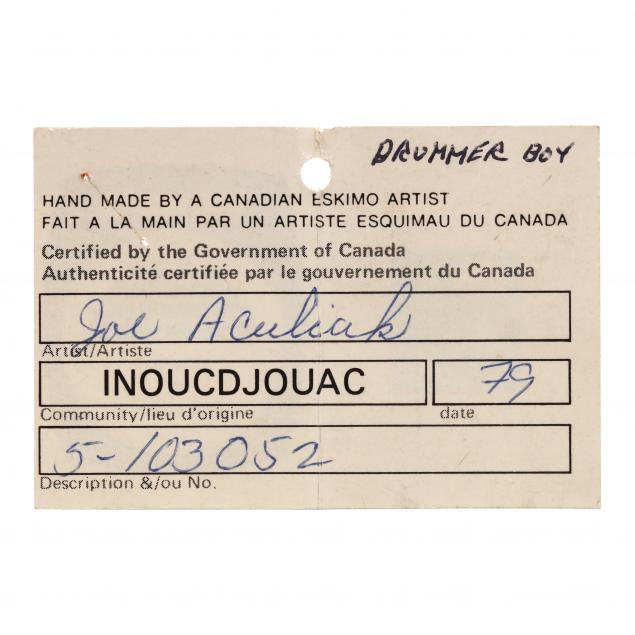 DRUMMER BOY
HAND MADE BY A CANADIAN ESKIMO ARTIST
FAIT A LA MAIN PAR UN ARTISTE ESQUIMAU DU CANADA
Certified by the Government of Canada
Authenticité certifiée par le gouvernement du Canada
Joe Aculiak
Artist/Artiste
INOUCDJOUAC 79
Community/lieu d'origine date
5-103052
Description &/ou No.